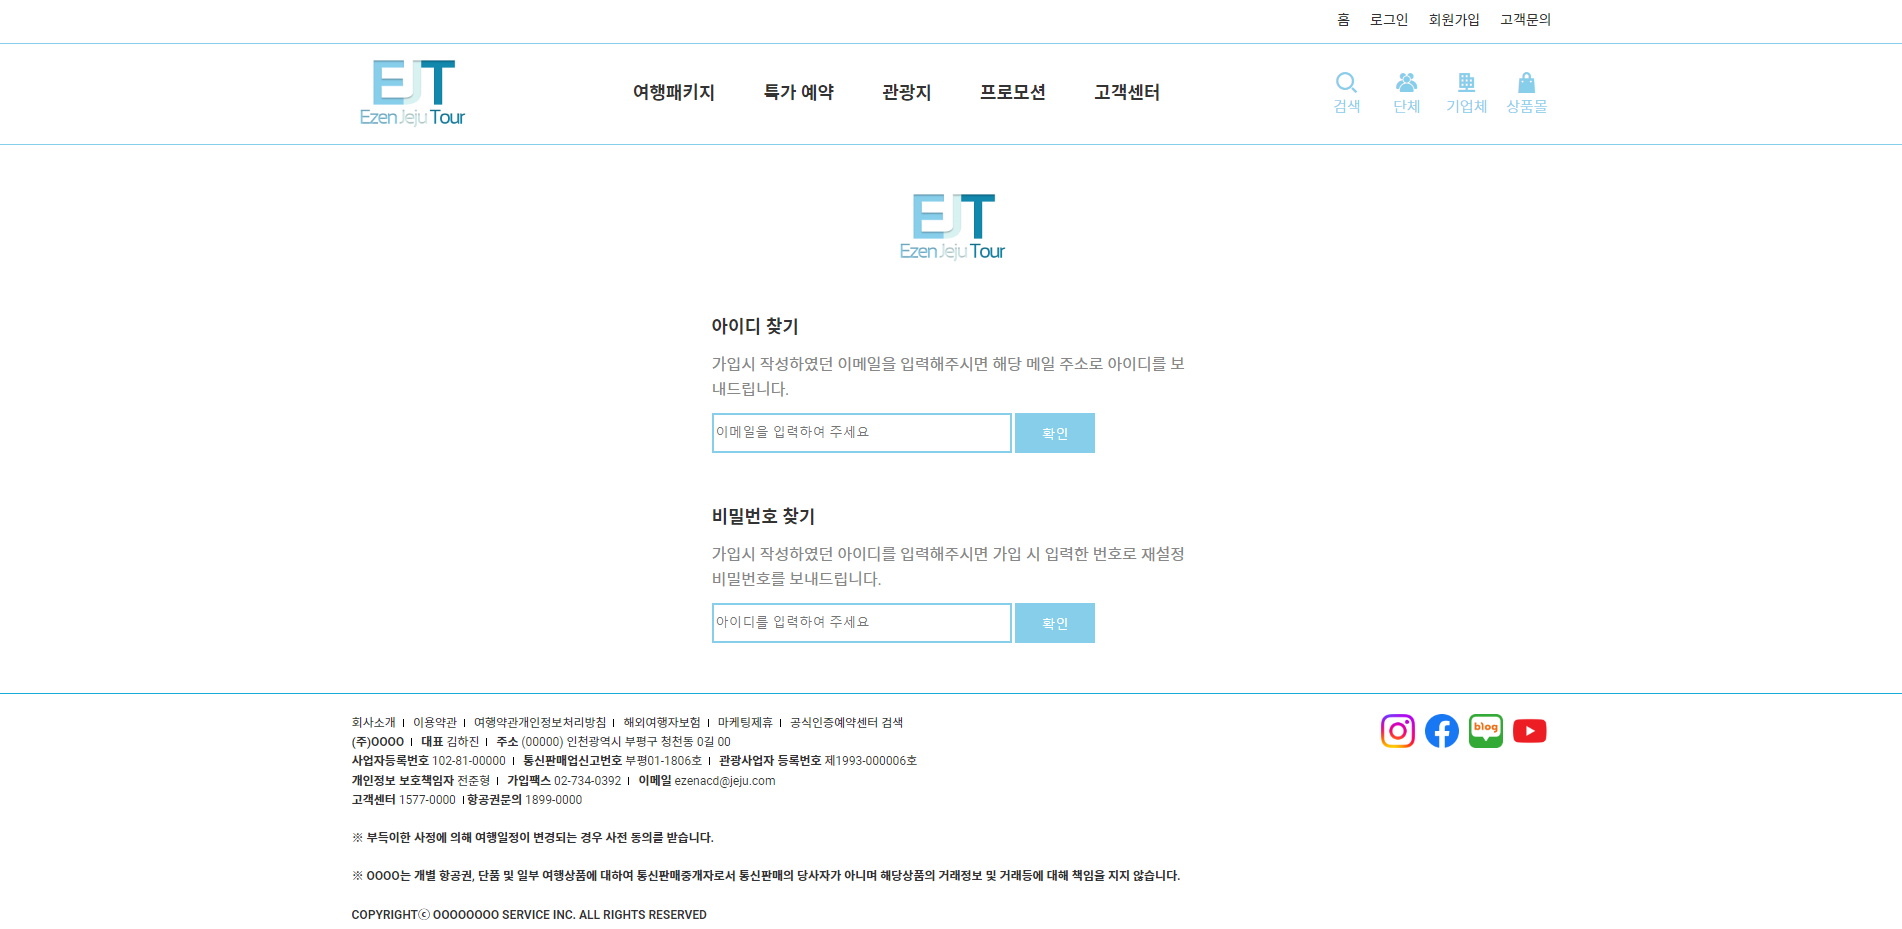 홈 로그인 회원가입 고객문의
EJT
Ezen Jeju Tour
여행패키지 특가 예약 관광지 프로모션 고객센터
검색 단체 기업체 상품몰
EJT
Ezen Jeju Tour
아이디 찾기
가입시 작성하였던 이메일을 입력해주시면 해당 메일 주소로 아이디를 보
내드립니다.
이메일을 입력하여 주세요 확인
비밀번호 찾기
가입시 작성하였던 아이디를 입력해주시면 가입 시 입력한 번호로 재설정
비밀번호를 보내드립니다.
아이디를 입력하여 주세요 확인
회사소개 | 이용약관 | 여행약관개인정보처리방침 | 해외여행자보험 | 마케팅제휴 | 공식인증예약센터 검색
blog
(주)OOOO | 대표 김하진 | 주소 (00000) 인천광역시 부평구 청천동 0길 00
사업자등록번호 102-81-00000 | 통신판매업신고번호 부평01-1806호 | 관광사업자 등록번호 제1993-000006호
개인정보 보호책임자 전준형 | 가입팩스 02-734-0392 | 이메일 ezenacd@jeju.com
고객센터 1577-0000 | 항공권문의 1899-0000
※ 부득이한 사정에 의해 여행일정이 변경되는 경우 사전 동의를 받습니다.
※ OOOO는 개별 항공권, 단품 및 일부 여행상품에 대하여 통신판매중개자로서 통신판매의 당사자가 아니며 해당상품의 거래정보 및 거래등에 대해 책임을 지지 않습니다.
COPYRIGHTⓒ OOOOOOOO SERVICE INC. ALL RIGHTS RESERVED